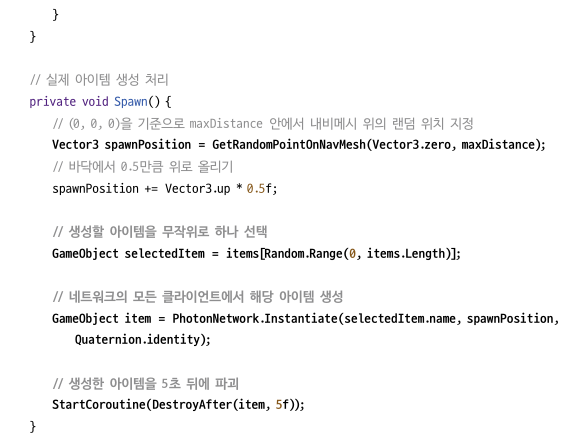 }
}
// 실제 아이템 생성 처리
private void Spawn() {
// (0, 0, 0)을 기준으로 maxDistance 안에서 내비메시 위의 랜덤 위치 지정
Vector3 spawnPosition = GetRandomPointOnNavMesh(Vector3.zero, maxDistance);
// 바닥에서 0.5만큼 위로 올리기
spawnPosition += Vector3.up * 0.5f;
// 생성할 아이템을 무작위로 하나 선택
GameObject selectedItem = items[Random.Range(0, items.Length)];
// 네트워크의 모든 클라이언트에서 해당 아이템 생성
GameObject item = PhotonNetwork.Instantiate(selectedItem.name, spawnPosition,
Quaternion.identity);
// 생성한 아이템을 5초 뒤에 파괴
StartCoroutine(DestroyAfter(item, 5f));
}